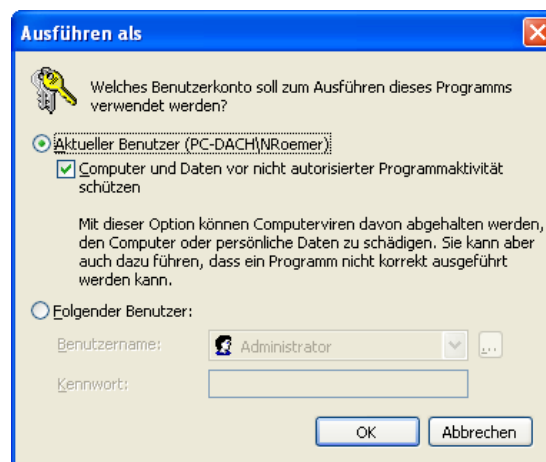 Ausführen als
Welches Benutzerkonto soll zum Ausführen dieses Programms
verwendet werden?
Aktueller Benutzer (PC-DACH\NRoemer)
Computer und Daten vor nicht autorisierter Programmaktivität
schützen
Mit dieser Option können Computerviren davon abgehalten werden,
den Computer oder persönliche Daten zu schädigen. Sie kann aber
auch dazu führen, dass ein Programm nicht korrekt ausgeführt
werden kann.
Folgender Benutzer:
Benutzername: Administrator ...
Kennwort:
OK Abbrechen